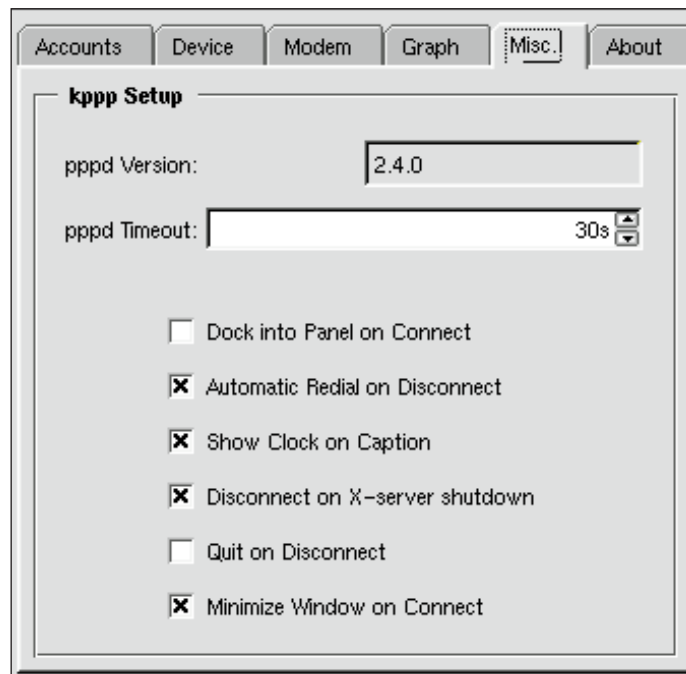 Accounts Device Modem Graph Misc. About
kppp Setup
pppd Version: 2.4.0
pppd Timeout: 30s
Dock into Panel on Connect
Automatic Redial on Disconnect
Show Clock on Caption
Disconnect on X-server shutdown
Quit on Disconnect
Minimize Window on Connect